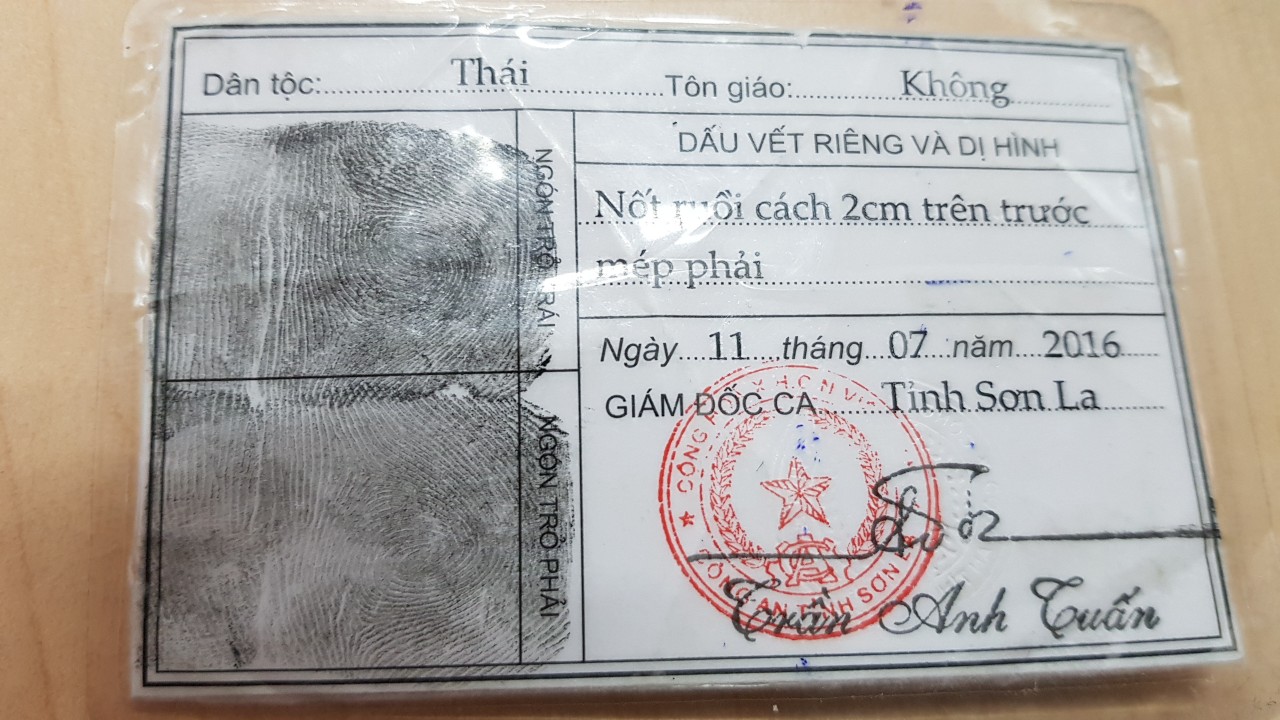 Dân tộc: Thái Tôn giáo: Không
NGÓN TRỎ TRÁI
NGÓN TRỎ PHẢI
DẤU VẾT RIÊNG VÀ DỊ HÌNH
Nốt ruồi cách 2cm trên trước
mép phải
Ngày 11 tháng 07 năm 2016
GIÁM ĐỐC CA Tỉnh Sơn La
CÔNG AN TỈNH SƠN
Trần Anh Tuấn